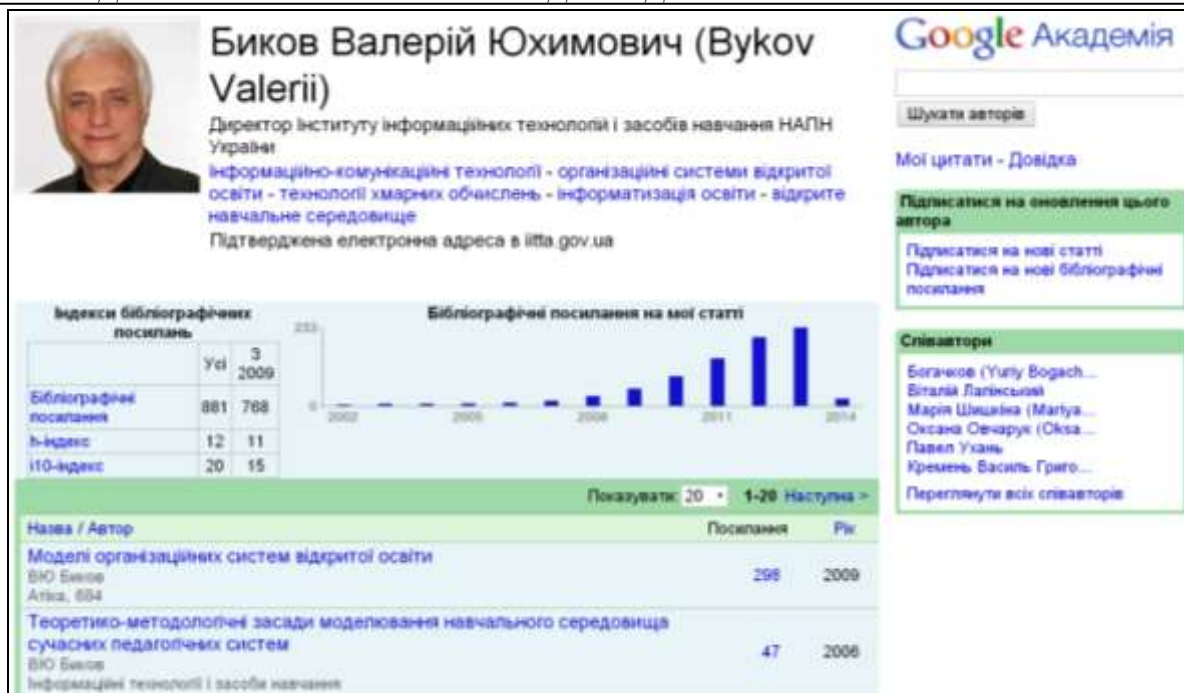 Биков Валерій Юхимович (Bykov
Valerii)
Директор Інституту інформаційних технологій і засобів навчання НАПН
України
Інформаційно-комунікаційні технології - організаційні системи відкритої
освіти - технології хмарних обчислень - інформатизація освіти - відкрите
навчальне середовище
Підтверджена електронна адреса в iitta.gov.ua
Google Академія
Шукати авторів
Мої цитати - Довідка
Підписатися на оновлення цього
автора
Підписатися на нові статті
Підписатися на нові бібліографічні
посилання
Співавтори
Богачков (Yuriy Bogach...
Віталій Лапінський
Марія Шишкіна (Mariya...
Оксана Овчарук (Oksa...
Павел Ухань
Кремень Василь Григо...
Переглянути всіх співавторів
Індекси бібліографічних
посилань
Усі З 2009
Бібліографічні посилання 881 768
h-індекс 12 11
i10-індекс 20 15
Бібліографічні посилання на мої статті
233
0
2002 2005 2008 2011 2014
Показувати: 20 1-20 Наступна >
Назва / Автор Посилання Рік
Моделі організаційних систем відкритої освіти 298 2009
ВЮ Биков
Атіка, 684
Теоретико-методологічні засади моделювання навчального середовища
сучасних педагогічних систем 47 2006
ВЮ Биков
Інформаційні технології і засоби навчання